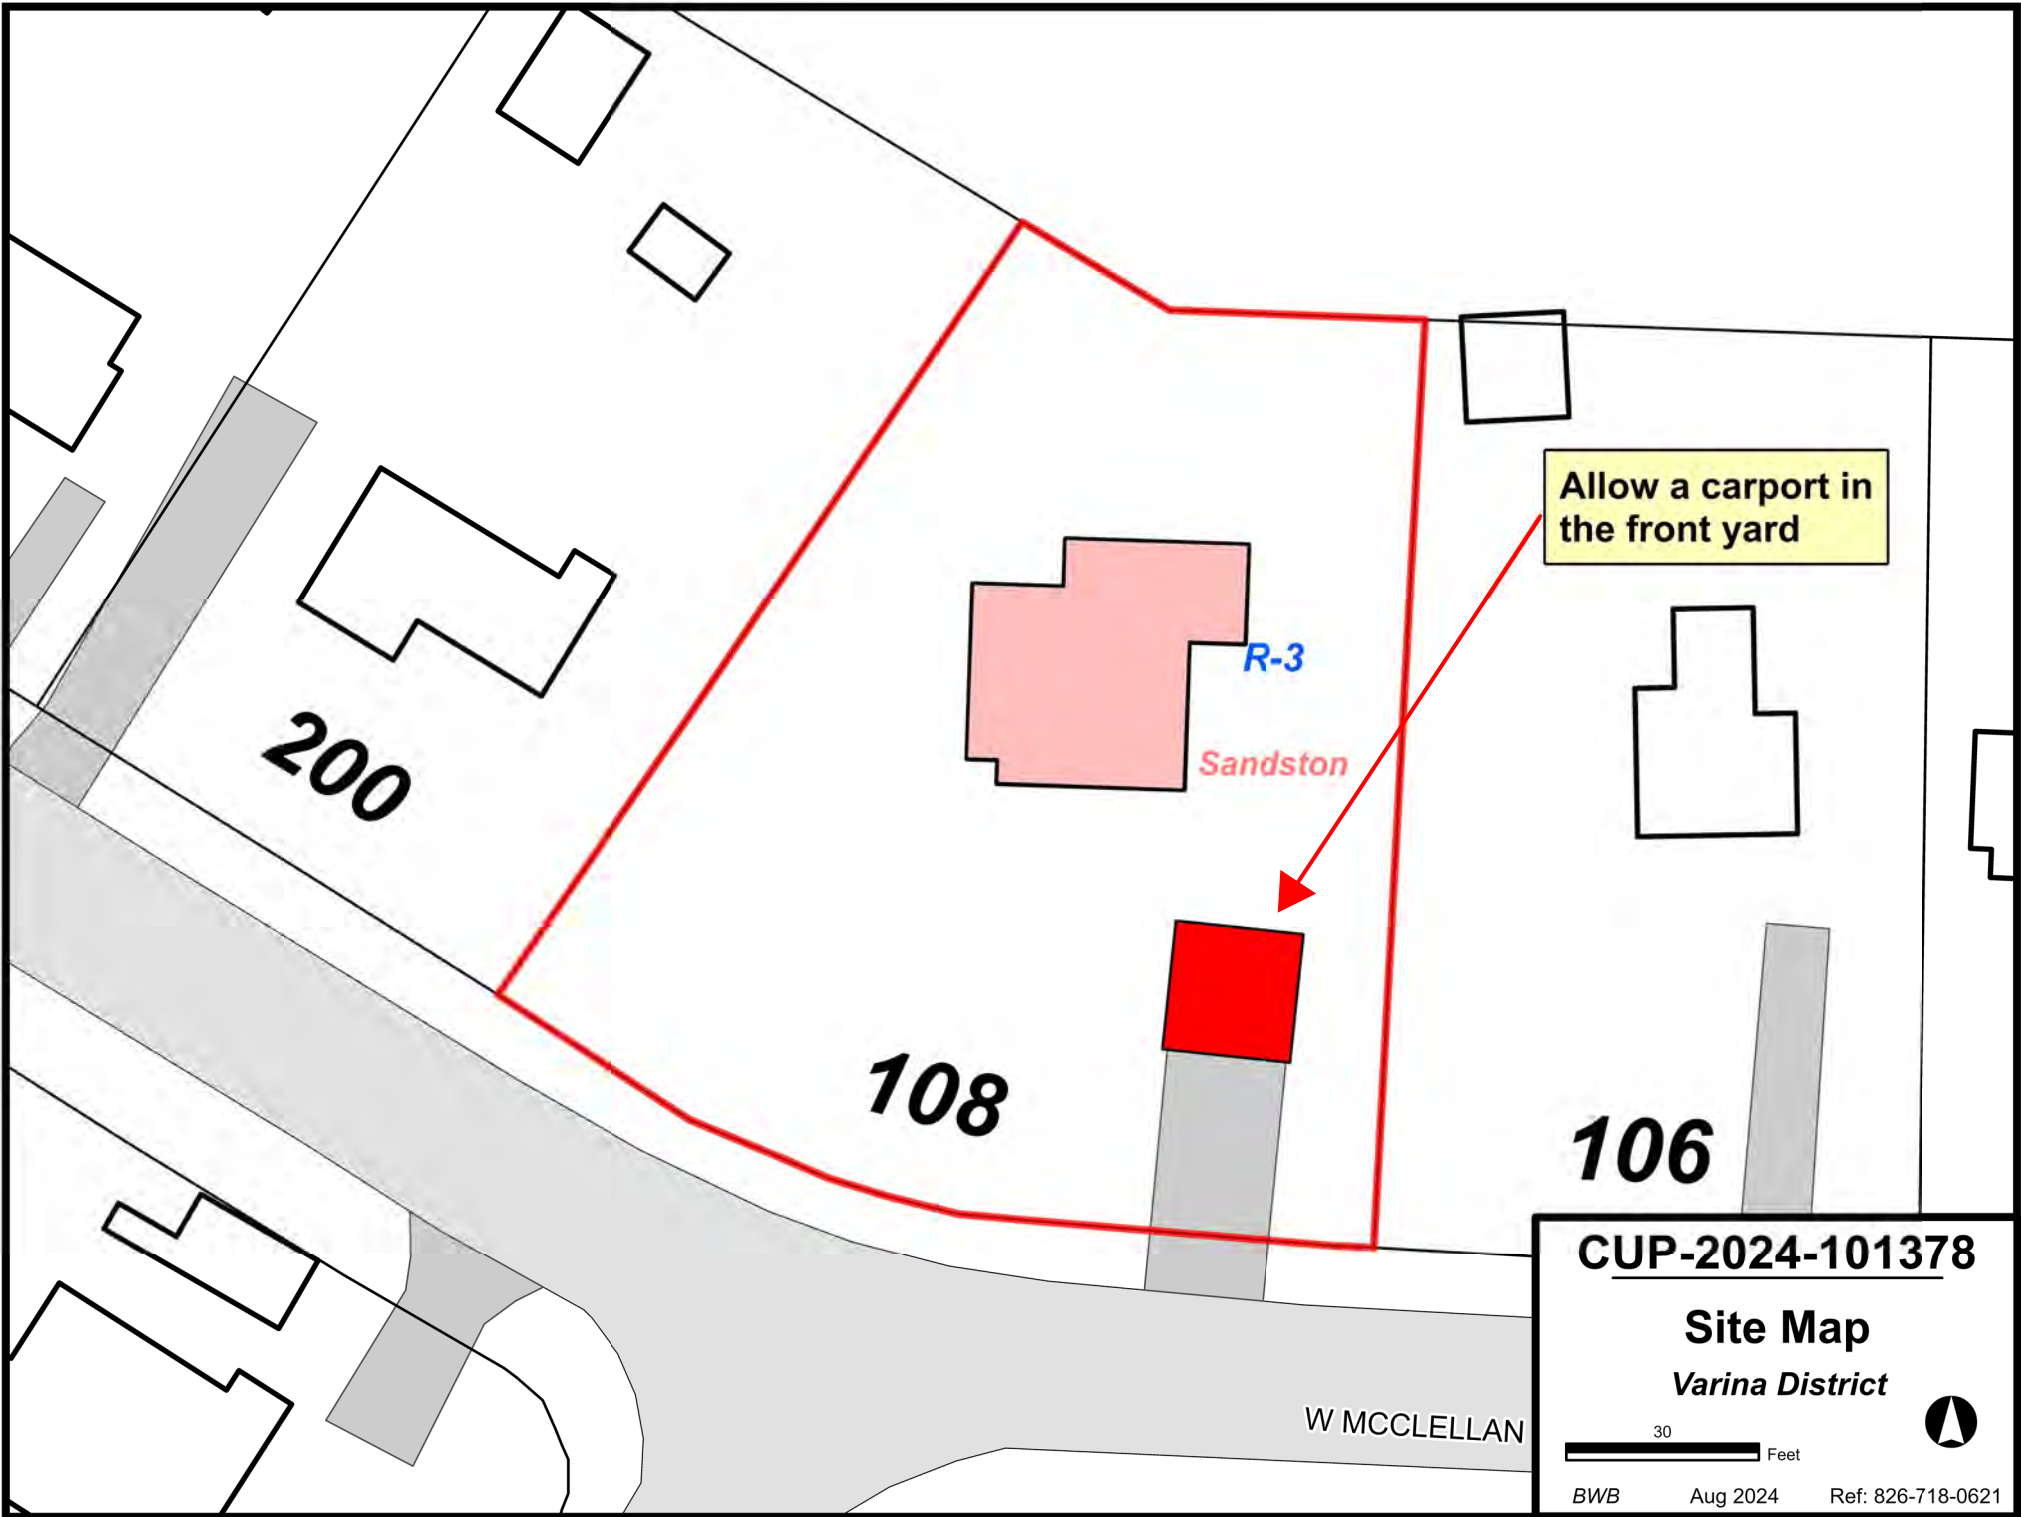 Allow a carport in
the front yard
R-3
Sandston
200
108
106
W MCCLELLAN
CUP-2024-101378
Site Map
Varina District
30
Feet
BWB Aug 2024 Ref: 826-718-0621